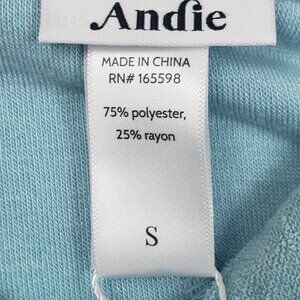 Andie
MADE IN CHINA
RN# 165598
75% polyester,
25% rayon
S